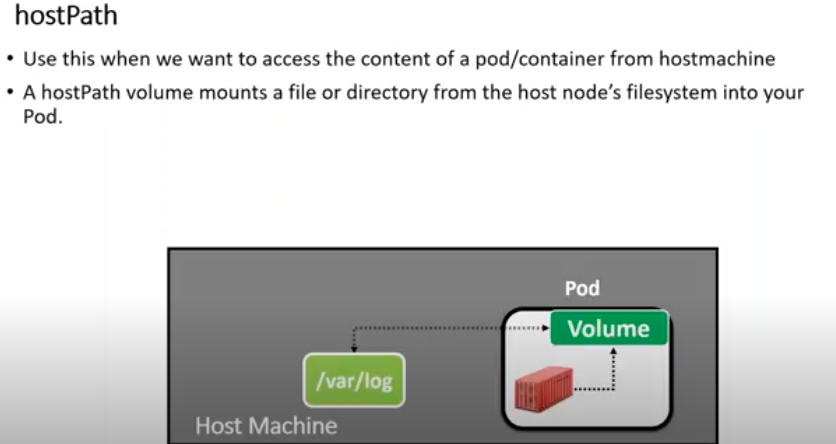 hostPath
• Use this when we want to access the content of a pod/container from hostmachine
• A hostPath volume mounts a file or directory from the host node’s filesystem into your
Pod.
Pod
Volume
/var/log
Host Machine